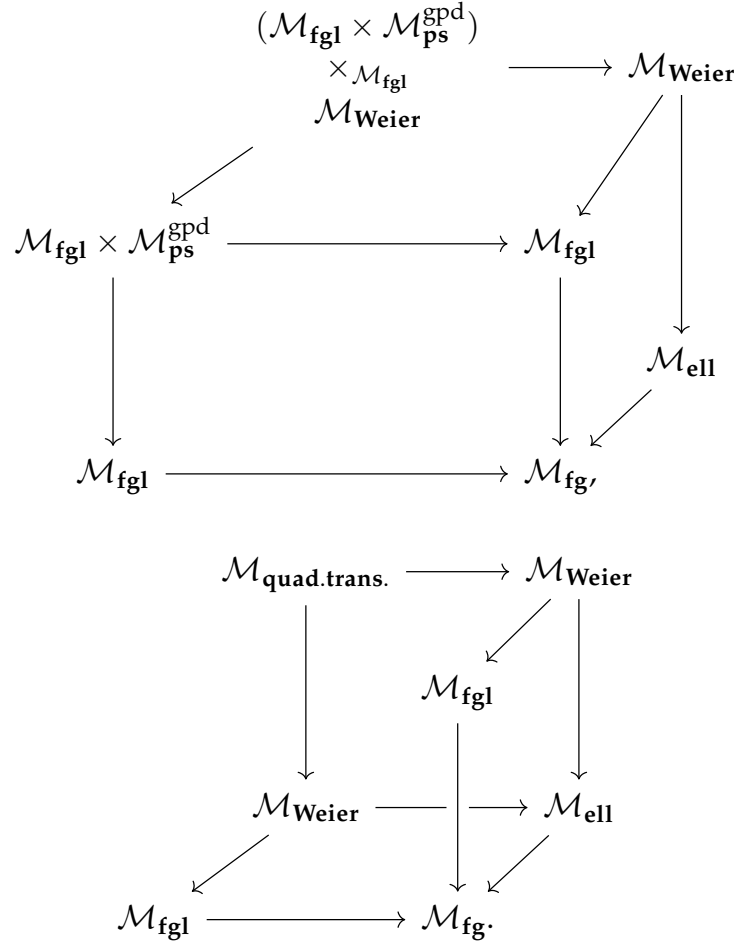 (ℳ_fgl × ℳ_ps^gpd)
×_ℳ_fgl ℳ_Weier
ℳ_Weier
ℳ_fgl × ℳ_ps^gpd ℳ_fgl
ℳ_ell
ℳ_fgl ℳ_fg,
ℳ_quad.trans. ℳ_Weier
ℳ_fgl
ℳ_Weier ℳ_ell
ℳ_fgl ℳ_fg.